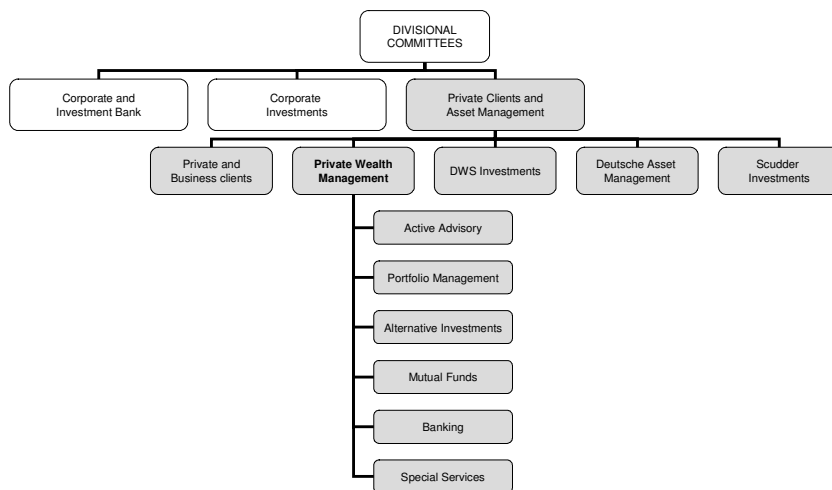 DIVISIONAL
COMMITTEES
Corporate and
Investment Bank
Corporate
Investments
Private Clients and
Asset Management
Private and
Business clients
Private Wealth
Management
DWS Investments
Deutsche Asset
Management
Scudder
Investments
Active Advisory
Portfolio Management
Alternative Investments
Mutual Funds
Banking
Special Services